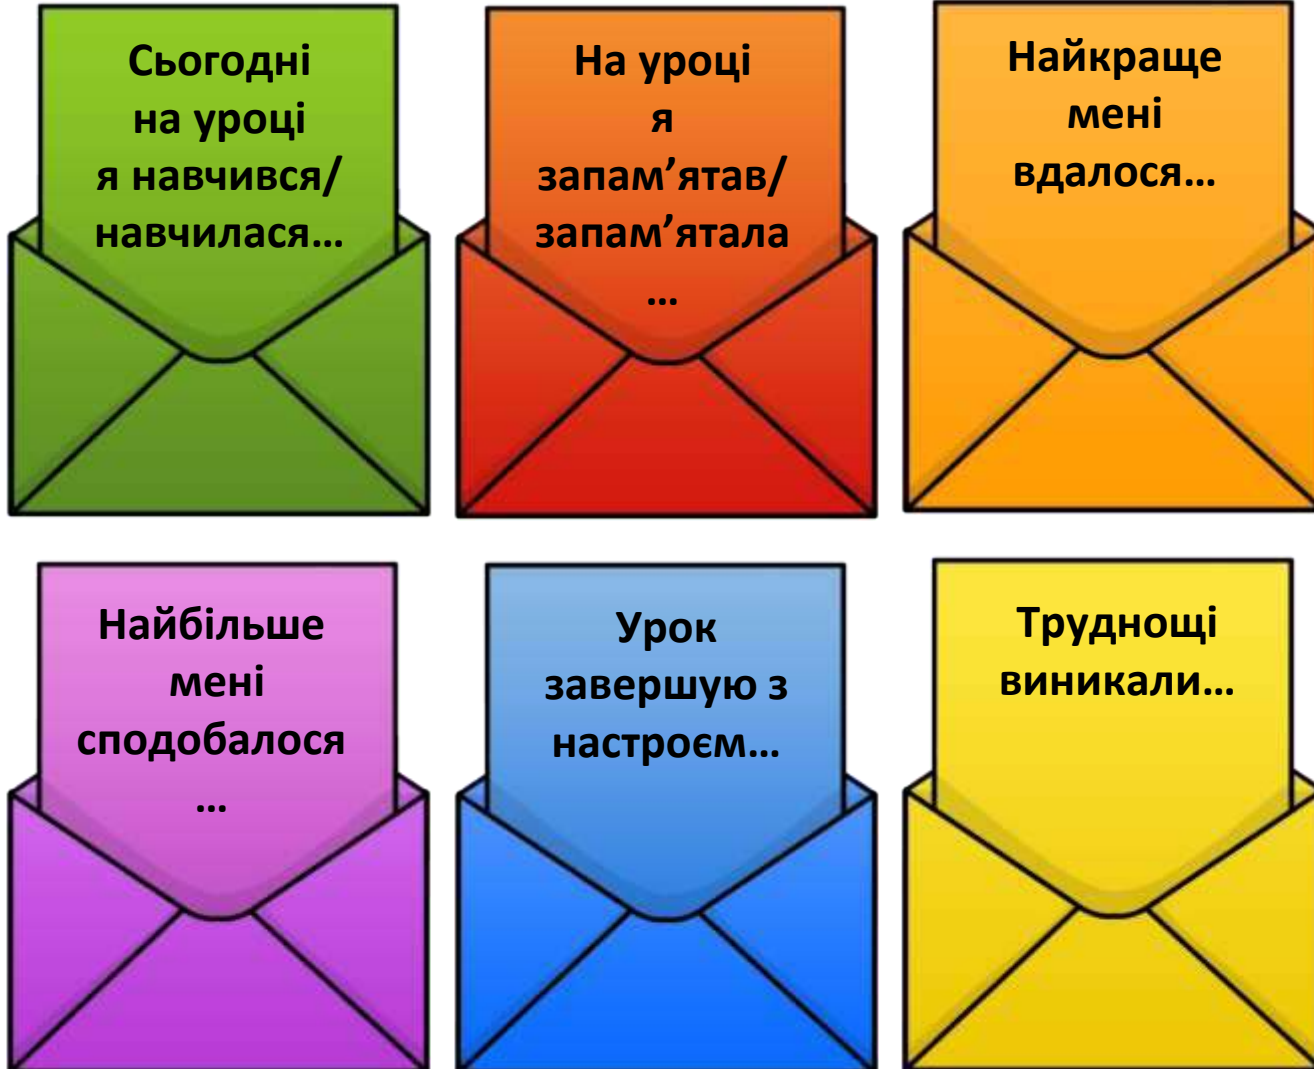 Сьогодні
на уроці
я навчився/
навчилася…
На уроці
я
запам’ятав/
запам’ятала
…
Найкраще
мені
вдалося…
Найбільше
мені
сподобалося
…
Урок
завершую з
настроєм…
Труднощі
виникали…